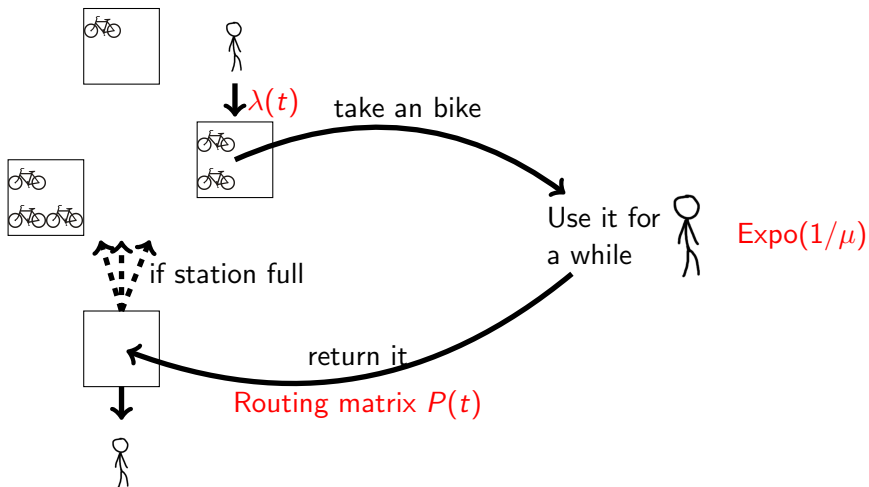 λ(t)
take an bike
Use it for
a while
Expo(1/μ)
if station full
return it
Routing matrix P(t)